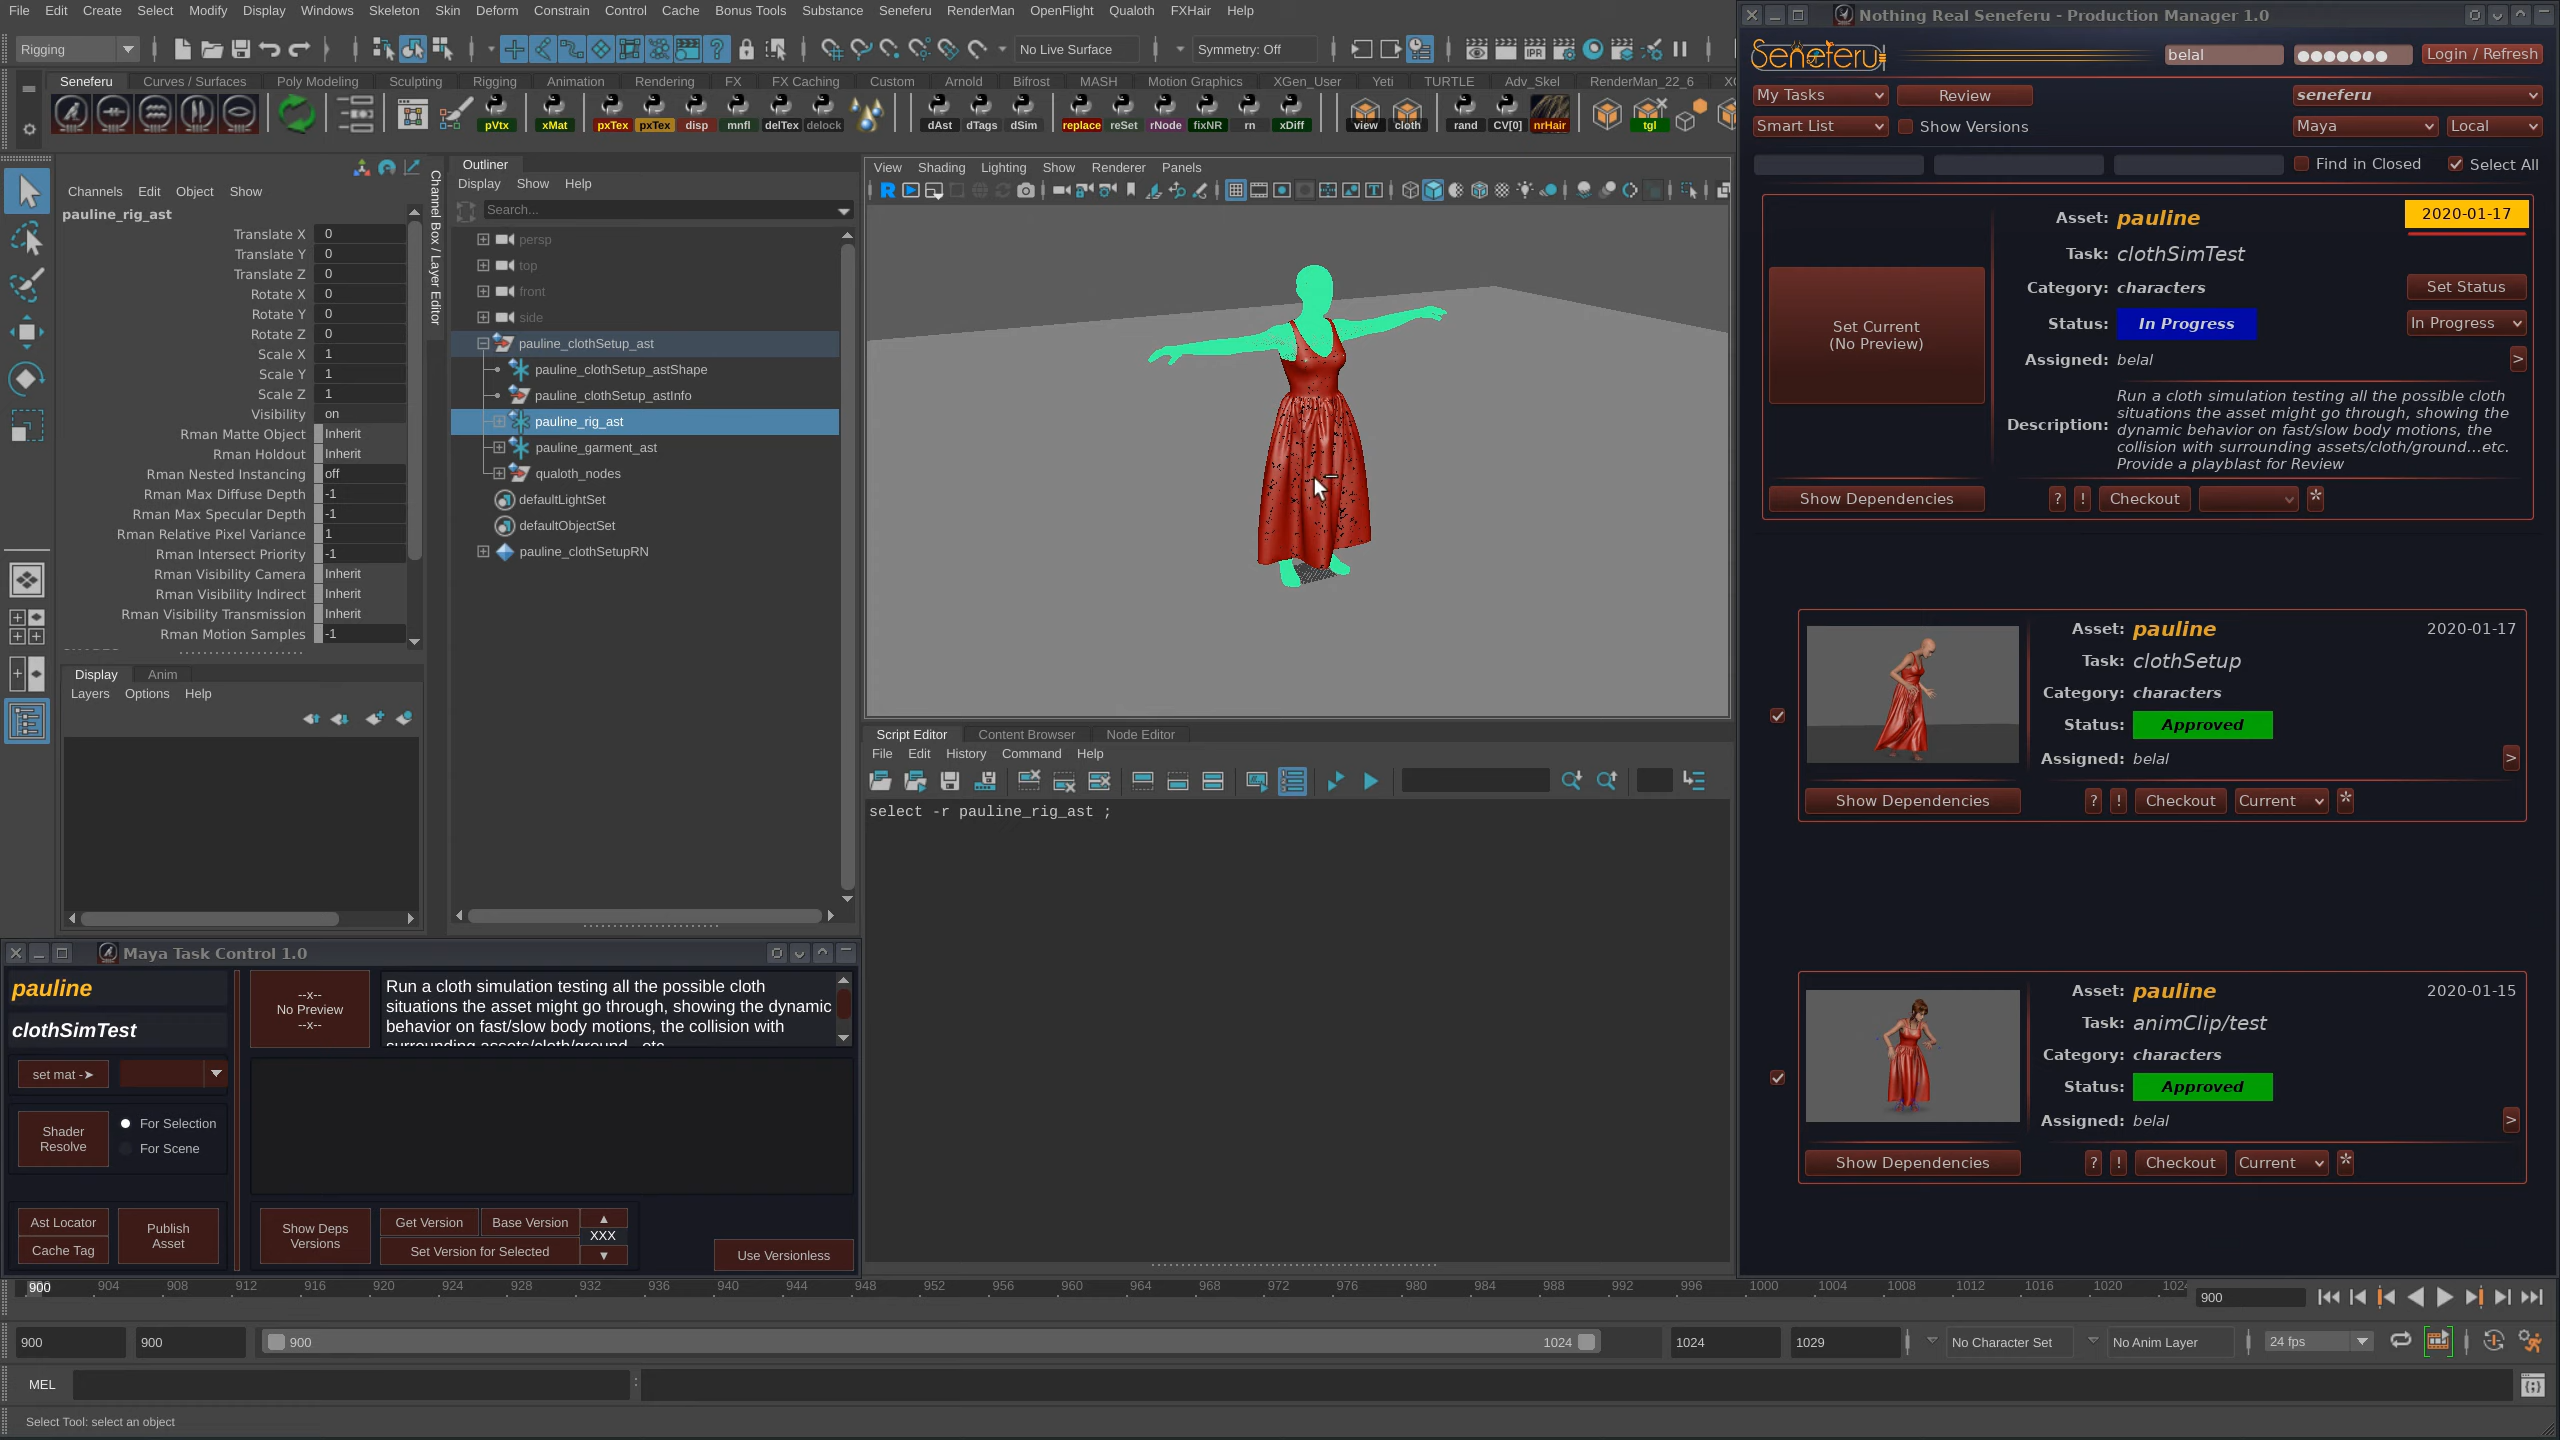 File Edit Create Select Modify Display Windows Skeleton Skin Deform Constrain Control Cache Bonus Tools Substance Seneferu RenderMan OpenFlight Qualoth FXHair Help
Rigging
No Live Surface
Symmetry: Off
Seneferu Curves / Surfaces Poly Modeling Sculpting Rigging Animation Rendering FX FX Caching Custom Arnold Bifrost MASH Motion Graphics XGen_User Yeti TURTLE Adv_Skel RenderMan_22_6
pVtx xMat pxTex pxTex disp mnfl delTex delock dAst dTags dSim replace reSet rNode fixNR rn xDiff view cloth rand CV[0] nrHair tgl
IPR
Channels Edit Object Show
pauline_rig_ast
Translate X 0
Translate Y 0
Translate Z 0
Rotate X 0
Rotate Y 0
Rotate Z 0
Scale X 1
Scale Y 1
Scale Z 1
Visibility on
Rman Matte Object Inherit
Rman Holdout Inherit
Rman Nested Instancing off
Rman Max Diffuse Depth -1
Rman Max Specular Depth -1
Rman Relative Pixel Variance 1
Rman Intersect Priority -1
Rman Visibility Camera Inherit
Rman Visibility Indirect Inherit
Rman Visibility Transmission Inherit
Rman Motion Samples -1
Channel Box / Layer Editor
Display Anim
Layers Options Help
Outliner
Display Show Help
Search...
persp
top
front
side
pauline_clothSetup_ast
pauline_clothSetup_astShape
pauline_clothSetup_astInfo
pauline_rig_ast
pauline_garment_ast
qualoth_nodes
defaultLightSet
defaultObjectSet
pauline_clothSetupRN
View Shading Lighting Show Renderer Panels
Script Editor Content Browser Node Editor
File Edit History Command Help
select -r pauline_rig_ast ;
Maya Task Control 1.0
pauline
clothSimTest
--x--
No Preview
--x--
Run a cloth simulation testing all the possible cloth
situations the asset might go through, showing the dynamic
behavior on fast/slow body motions, the collision with
surrounding assets/cloth/ground...etc.
set mat ->
Shader
Resolve
For Selection
For Scene
Ast Locator
Cache Tag
Publish
Asset
Show Deps
Versions
Get Version
Base Version
XXX
Set Version for Selected
Use Versionless
Nothing Real Seneferu - Production Manager 1.0
Seneferu
belal
Login / Refresh
My Tasks
Review
seneferu
Smart List
Show Versions
Maya
Local
Find in Closed
Select All
Asset: pauline
2020-01-17
Task: clothSimTest
Category: characters
Set Status
Status: In Progress
In Progress
Assigned: belal
>
Set Current
(No Preview)
Description:
Run a cloth simulation testing all the possible cloth
situations the asset might go through, showing the
dynamic behavior on fast/slow body motions, the
collision with surrounding assets/cloth/ground...etc.
Provide a playblast for Review
Show Dependencies
? ! Checkout *
Asset: pauline
2020-01-17
Task: clothSetup
Category: characters
Status: Approved
Assigned: belal
>
Show Dependencies
? ! Checkout Current *
Asset: pauline
2020-01-15
Task: animClip/test
Category: characters
Status: Approved
Assigned: belal
>
Show Dependencies
? ! Checkout Current *
900 904 908 912 916 920 924 928 932 936 940 944 948 952 956 960 964 968 972 976 980 984 988 992 996 1000 1004 1008 1012 1016 1020
900
900
900
900
1024
1024
1029
No Character Set
No Anim Layer
24 fps
MEL
Select Tool: select an object